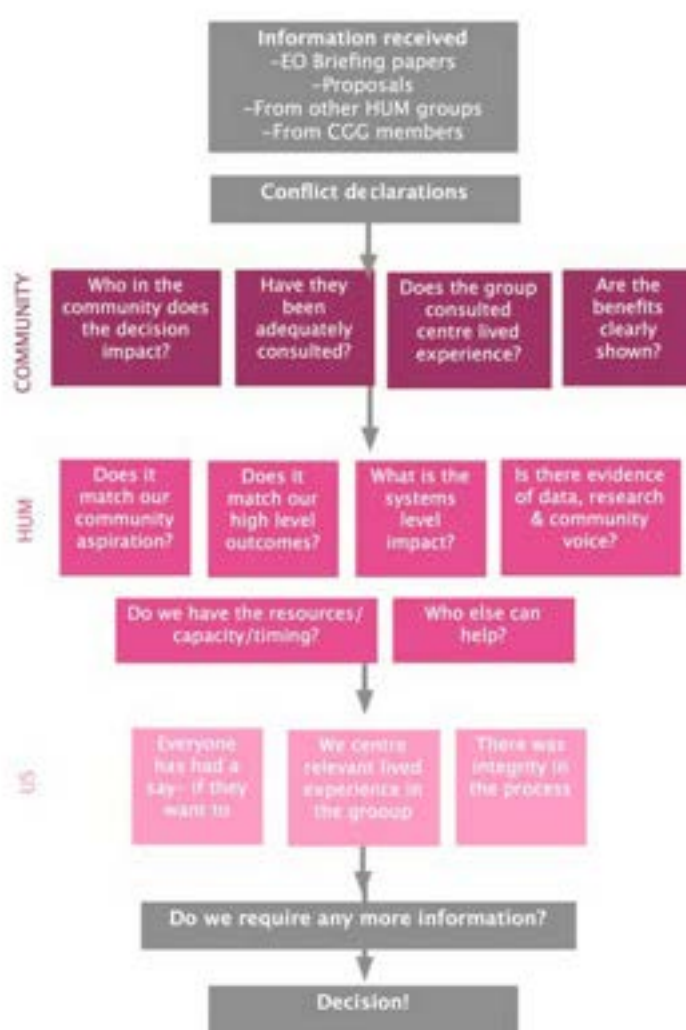 Information received
-EO Briefing papers
-Proposals
-From other HUM groups
-From CGG members
Conflict declarations
COMMUNITY
Who in the
community does
the decision
impact?
Have they
been
adequately
consulted?
Does the group
consulted
centre lived
experience?
Are the
benefits
clearly
shown?
HUM
Does it
match our
community
aspiration?
Does it
match our
high level
outcomes?
What is the
systems
level
impact?
Is there evidence
of data, research
& community
voice?
Do we have the resources/
capacity/timing?
Who else can
help?
US
Everyone
has had a
say- if they
want to
We centre
relevant lived
experience in
the grooup
There was
integrity in
the process
Do we require any more information?
Decision!